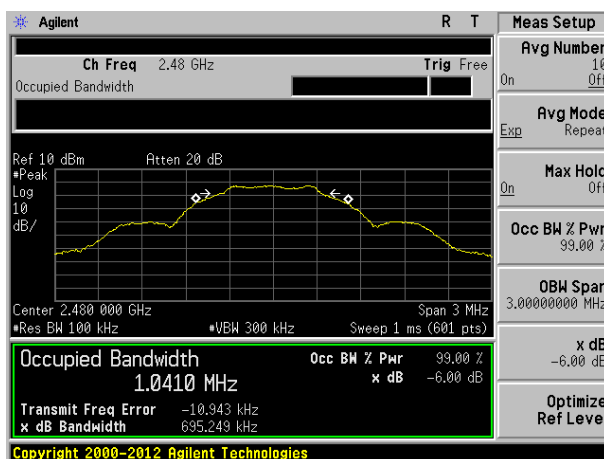 Agilent R T
Ch Freq 2.48 GHz Trig Free
Occupied Bandwidth
Ref 10 dBm Atten 20 dB
#Peak
Log
10
dB/
Center 2.480 000 GHz Span 3 MHz
#Res BW 100 kHz #VBW 300 kHz Sweep 1 ms (601 pts)
Occupied Bandwidth Occ BW % Pwr 99.00 %
1.0410 MHz x dB -6.00 dB
Transmit Freq Error -10.943 kHz
x dB Bandwidth 695.249 kHz
Copyright 2000-2012 Agilent Technologies
Meas Setup
Avg Number
10
On Off
Avg Mode
Exp Repeat
Max Hold
On Off
Occ BW % Pwr
99.00 %
OBW Span
3.00000000 MHz
x dB
-6.00 dB
Optimize
Ref Level